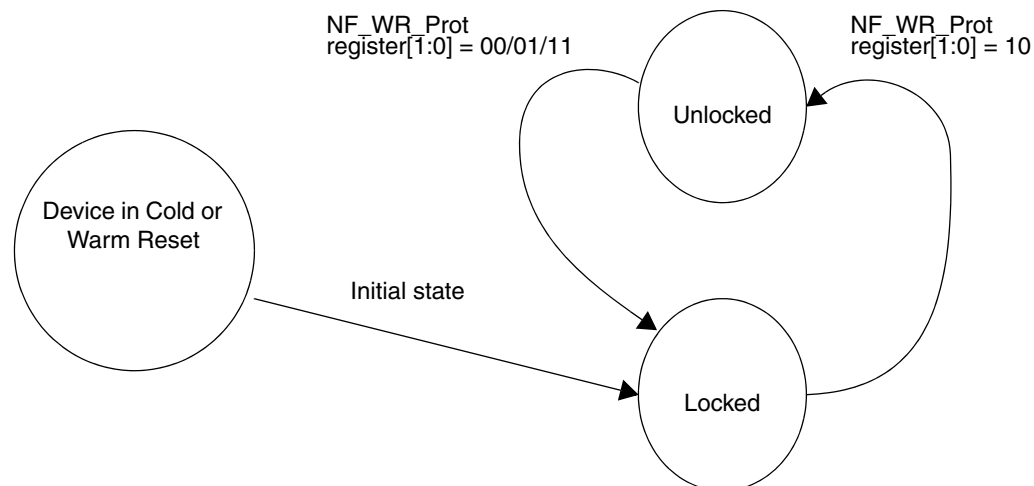 NF_WR_Prot
register[1:0] = 00/01/11
NF_WR_Prot
register[1:0] = 10
Unlocked
Device in Cold or
Warm Reset
Initial state
Locked